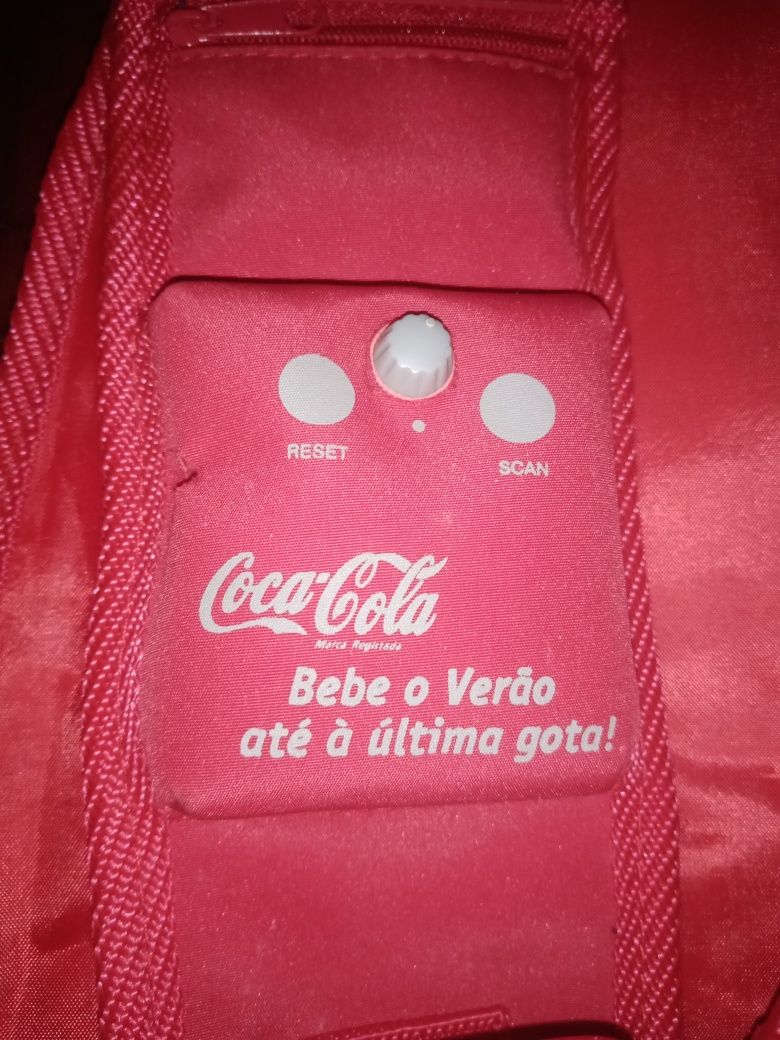 RESET
SCAN
Coca-Cola
Marca Registada
Bebe o Verão
até à última gota!